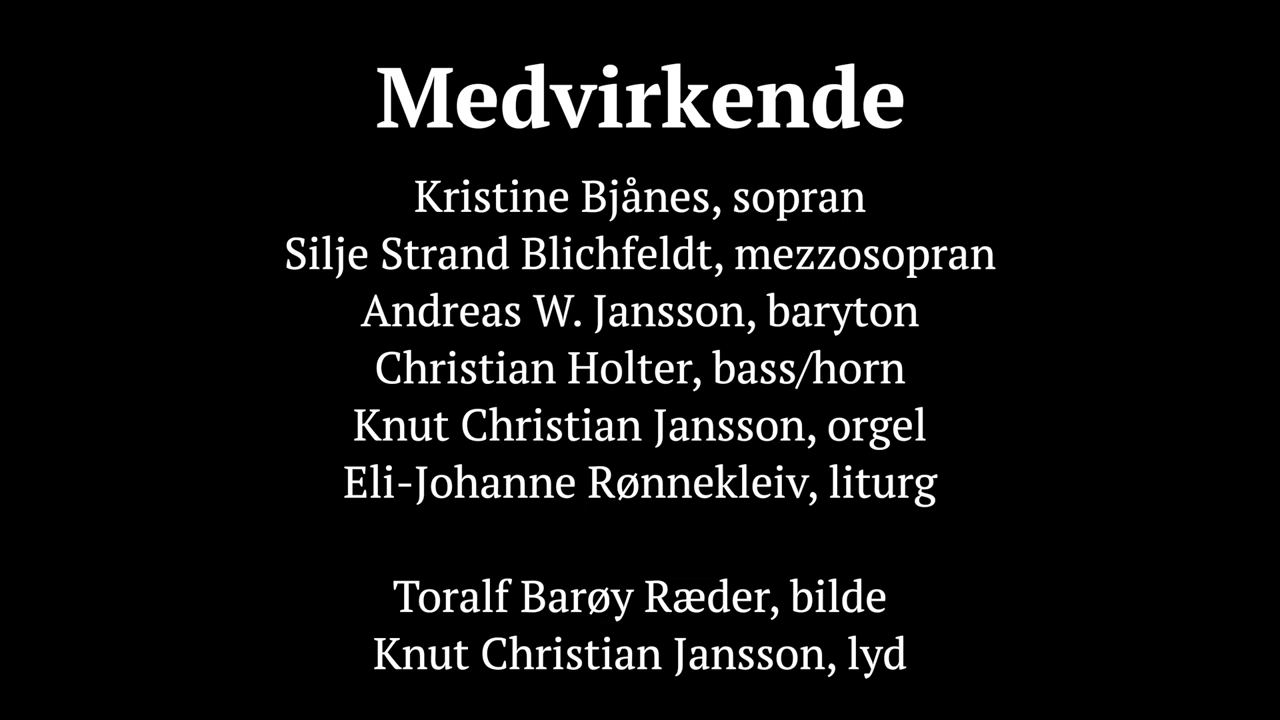 Medvirkende
Kristine Bjånes, sopran
Silje Strand Blichfeldt, mezzosopran
Andreas W. Jansson, baryton
Christian Holter, bass/horn
Knut Christian Jansson, orgel
Eli-Johanne Rønnekleiv, liturg
Toralf Barøy Ræder, bilde
Knut Christian Jansson, lyd